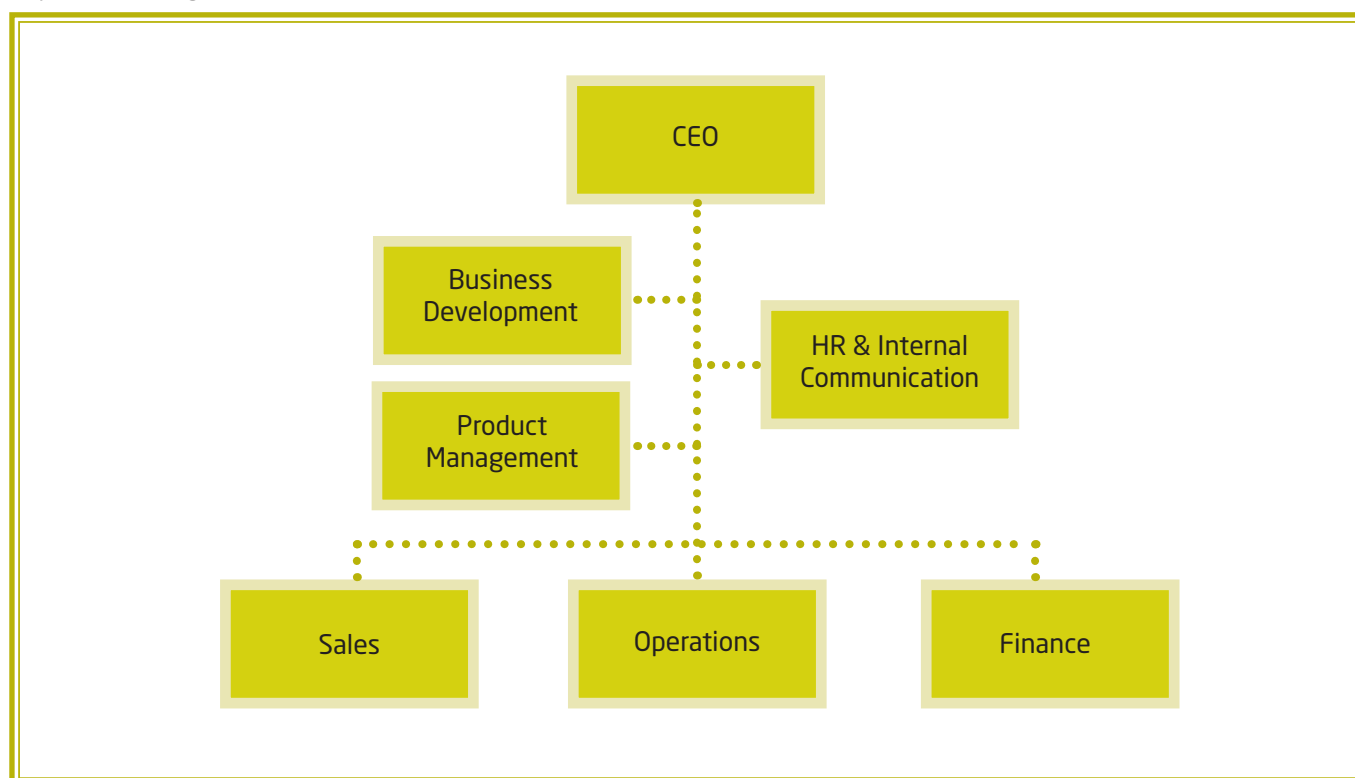 CEO
Business
Development
HR & Internal
Communication
Product
Management
Sales
Operations
Finance